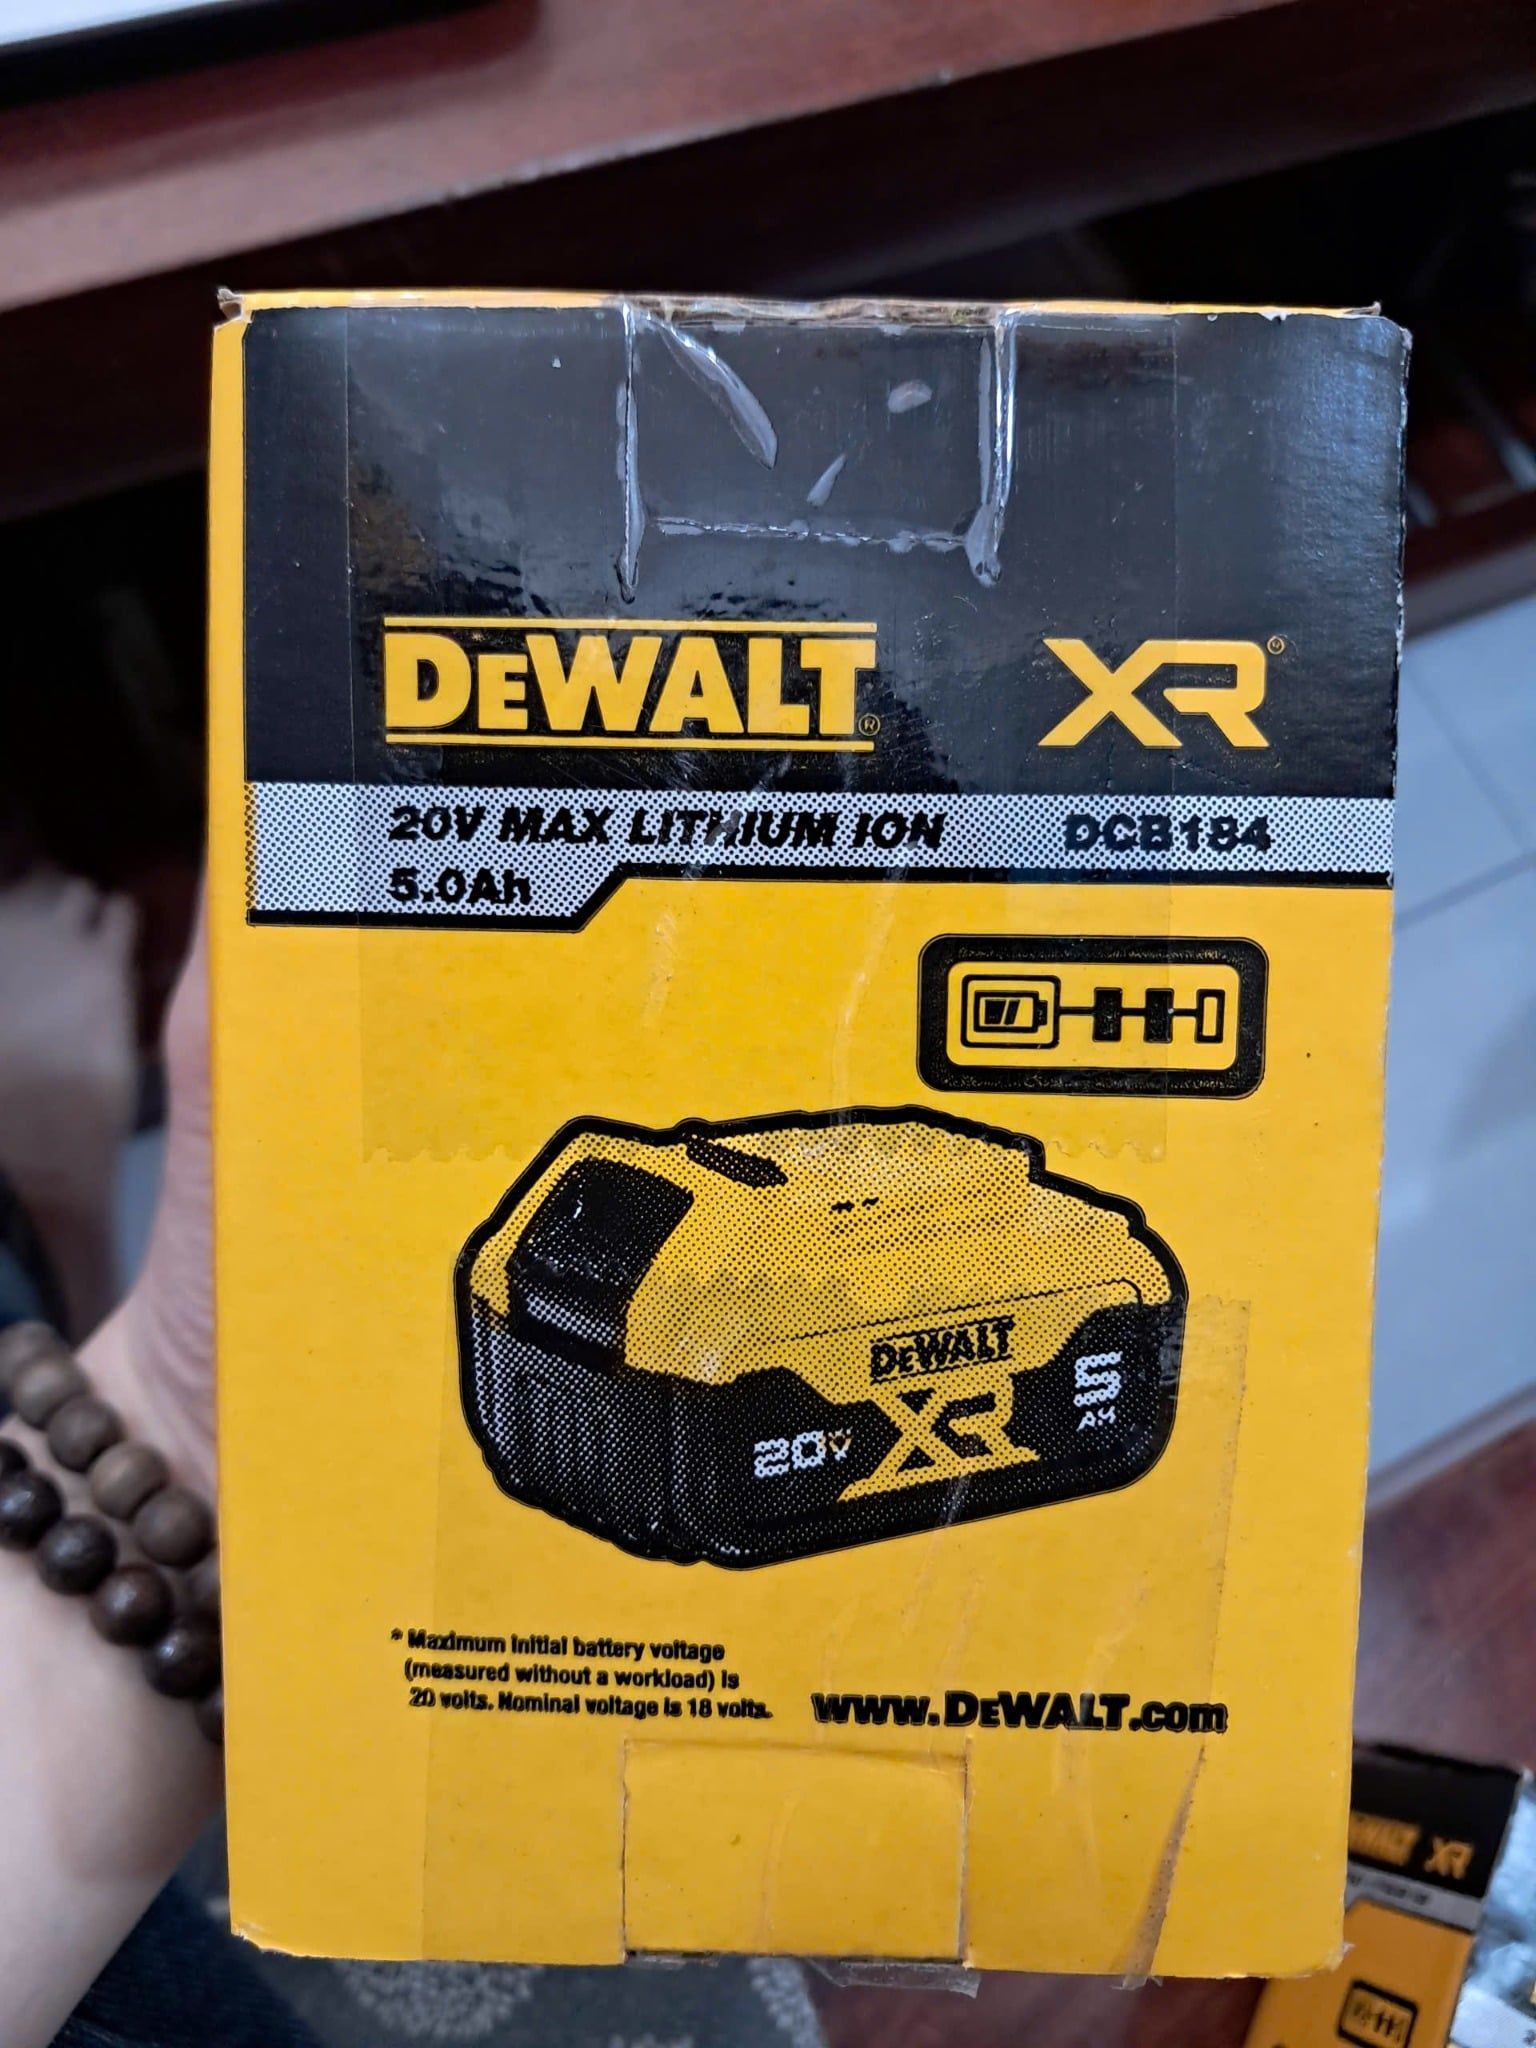 DEWALT® XR®
20V MAX LITHIUM ION DCB184
5.0Ah
DEWALT
20V XR 5 AH
* Maximum initial battery voltage
(measured without a workload) is
20 volts. Nominal voltage is 18 volts.
www.DEWALT.com
XR